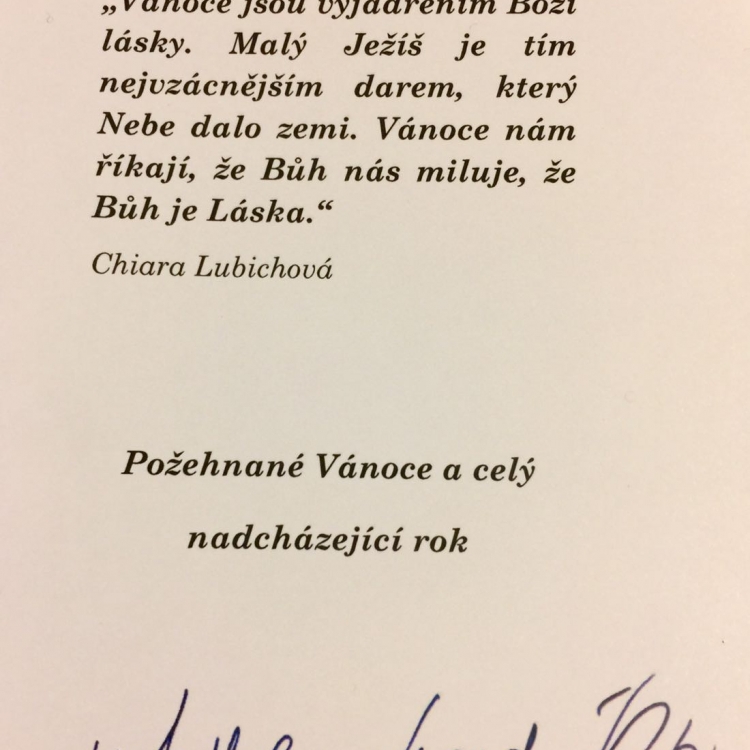 „Vánoce jsou vyjádřením Boží
lásky. Malý Ježíš je tím
nejvzácnějším darem, který
Nebe dalo zemi. Vánoce nám
říkají, že Bůh nás miluje, že
Bůh je Láska.“
Chiara Lubichová
Požehnané Vánoce a celý
nadcházející rok